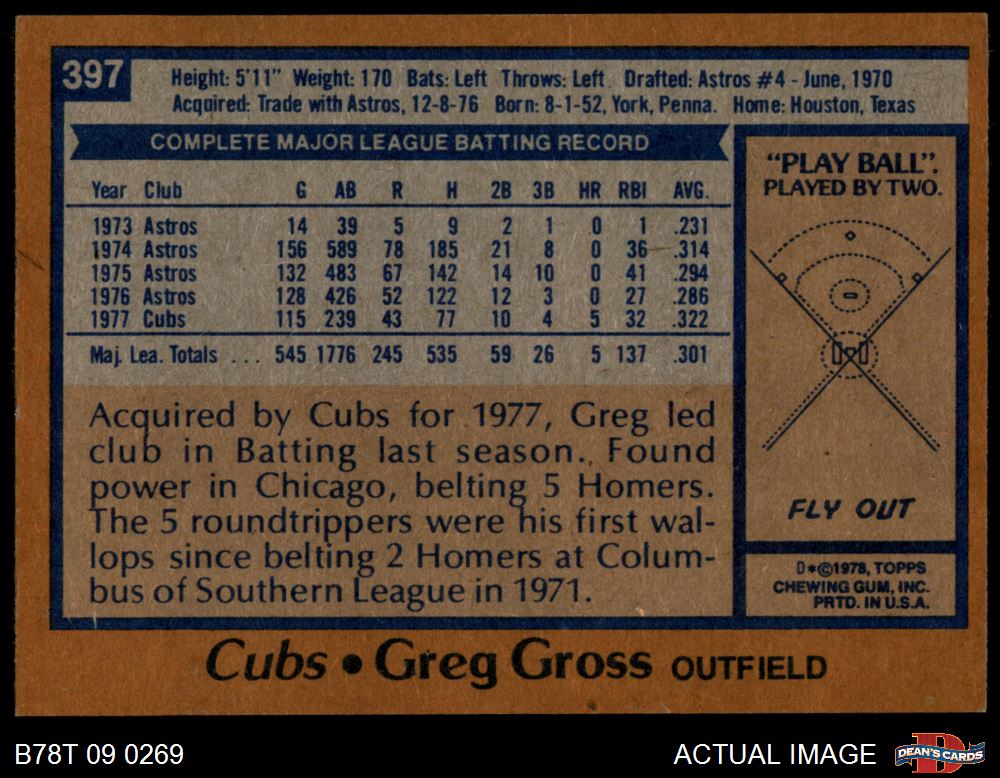 397
Height: 5'11" Weight: 170 Bats: Left Throws: Left Drafted: Astros #4 - June, 1970
Acquired: Trade with Astros, 12-8-76 Born: 8-1-52, York, Penna. Home: Houston, Texas
COMPLETE MAJOR LEAGUE BATTING RECORD
Year Club G AB R H 2B 3B HR RBI AVG.
1973 Astros 14 39 5 9 2 1 0 1 .231
1974 Astros 156 589 78 185 21 8 0 36 .314
1975 Astros 132 483 67 142 14 10 0 41 .294
1976 Astros 128 426 52 122 12 3 0 27 .286
1977 Cubs 115 239 43 77 10 4 5 32 .322
Maj. Lea. Totals ... 545 1776 245 535 59 26 5 137 .301
Acquired by Cubs for 1977, Greg led
club in Batting last season. Found
power in Chicago, belting 5 Homers.
The 5 roundtrippers were his first wal-
lops since belting 2 Homers at Colum-
bus of Southern League in 1971.
"PLAY BALL".
PLAYED BY TWO.
FLY OUT
D*©1978, TOPPS
CHEWING GUM, INC.
PRTD. IN U.S.A.
Cubs • Greg Gross OUTFIELD
B78T 09 0269
ACTUAL IMAGE
D
DEAN'S CARDS